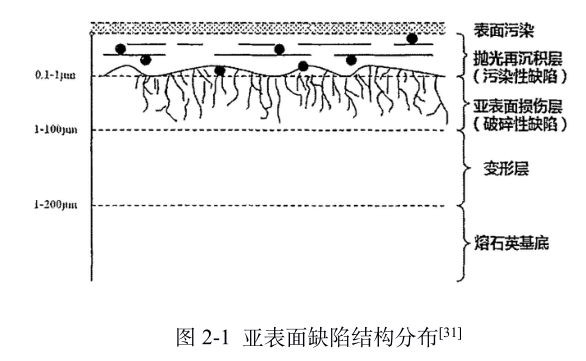 表面污染
抛光再沉积层
（污染性缺陷）
0.1-1μm
亚表面损伤层
（破碎性缺陷）
1-100μm
变形层
1-200μm
熔石英基底
图 2-1 亚表面缺陷结构分布[31]